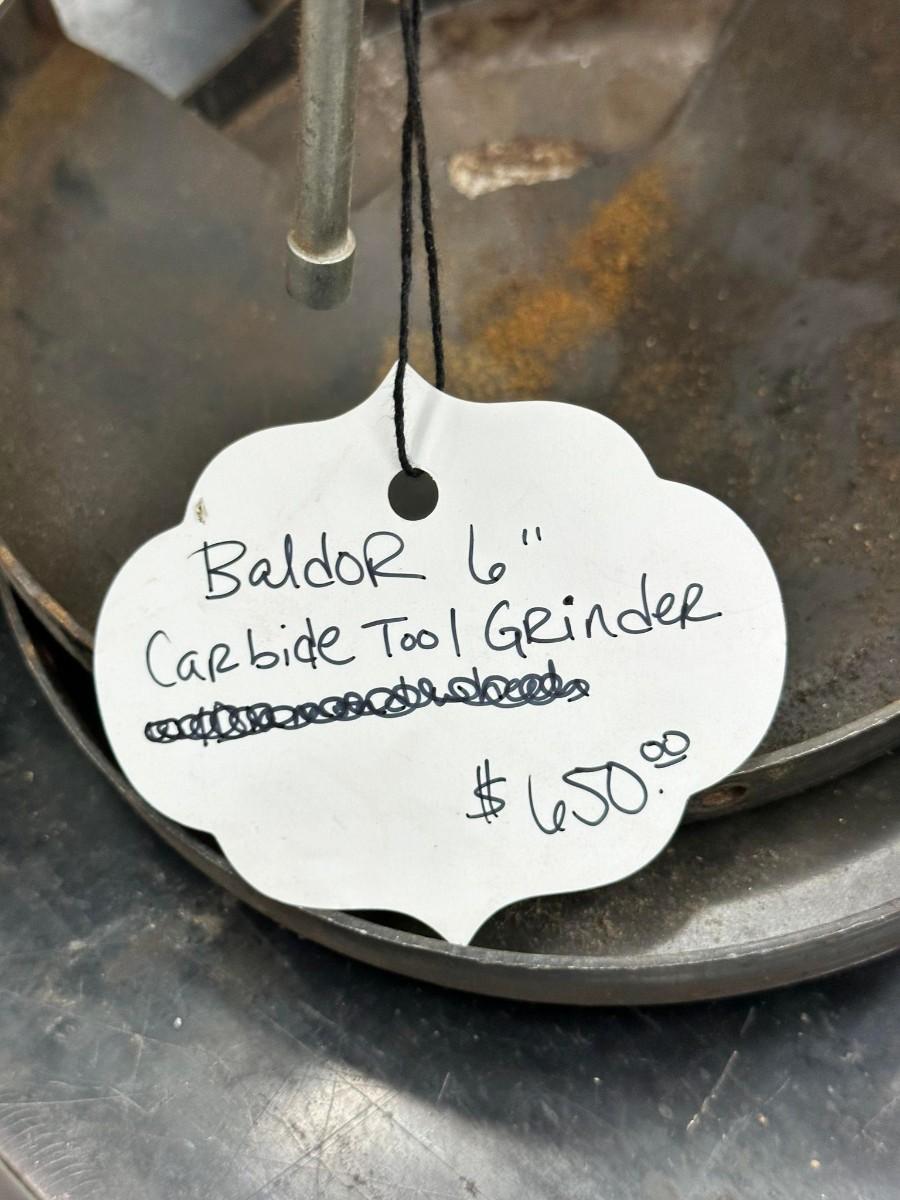 BaldoR 6"
Carbide Tool Grinder
$650.00